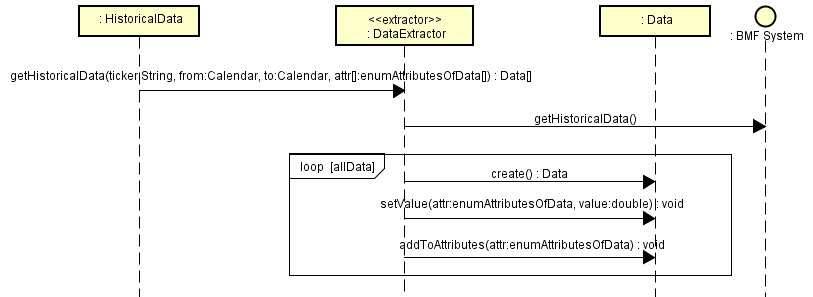 : HistoricalData
<<extractor>>
: DataExtractor
: Data
: BMF System
getHistoricalData(ticker:String, from:Calendar, to:Calendar, attr[]:enumAttributesOfData[]) : Data[]
getHistoricalData()
loop [allData]
create() : Data
setValue(attr:enumAttributesOfData, value:double) : void
addToAttributes(attr:enumAttributesOfData) : void